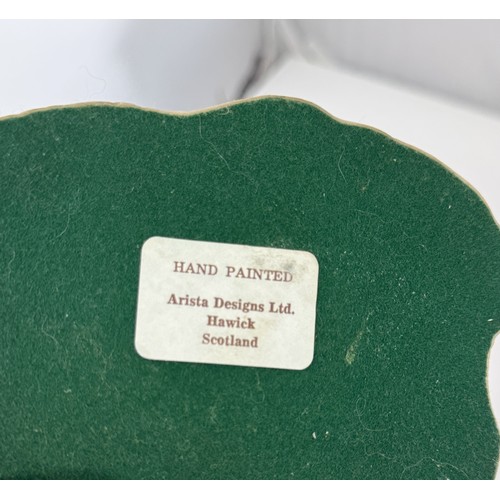 HAND PAINTED
Arista Designs Ltd.
Hawick
Scotland